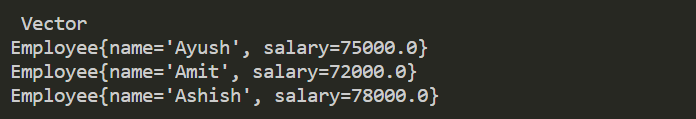 Vector
Employee{name='Ayush', salary=75000.0}
Employee{name='Amit', salary=72000.0}
Employee{name='Ashish', salary=78000.0}